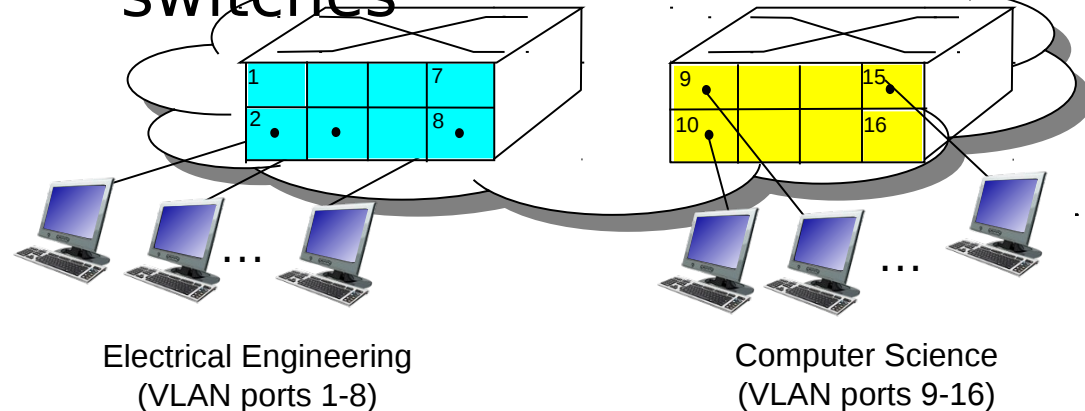 switches
1 7
2 8
9 15
10 16
...
...
Electrical Engineering
(VLAN ports 1-8)
Computer Science
(VLAN ports 9-16)